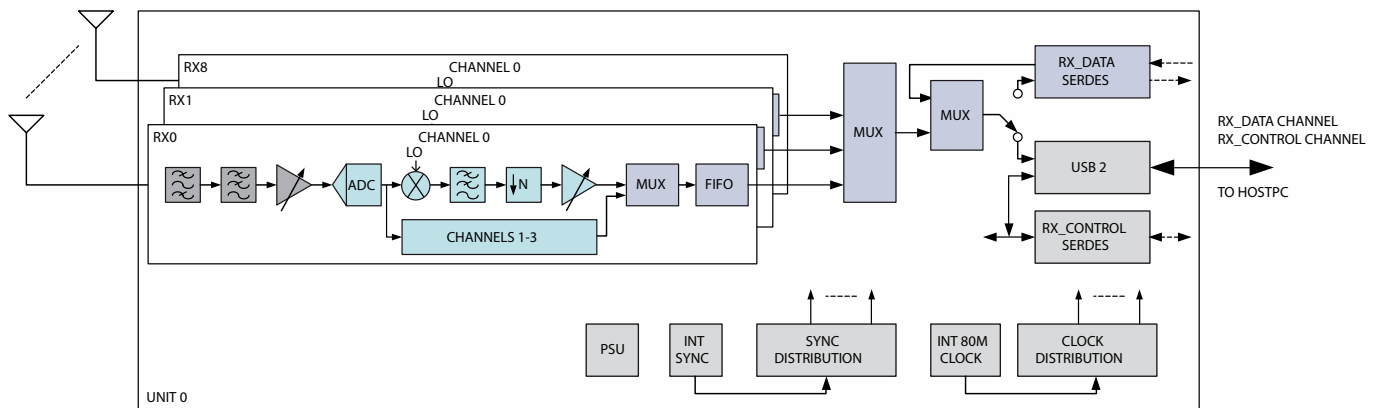 RX8
CHANNEL 0
LO
RX1
CHANNEL 0
LO
RX0
CHANNEL 0
LO
ADC
N
MUX
FIFO
CHANNELS 1-3
MUX
MUX
RX_DATA
SERDES
USB 2
RX_CONTROL
SERDES
RX_DATA CHANNEL
RX_CONTROL CHANNEL
TO HOSTPC
PSU
INT
SYNC
SYNC
DISTRIBUTION
INT 80M
CLOCK
CLOCK
DISTRIBUTION
UNIT 0